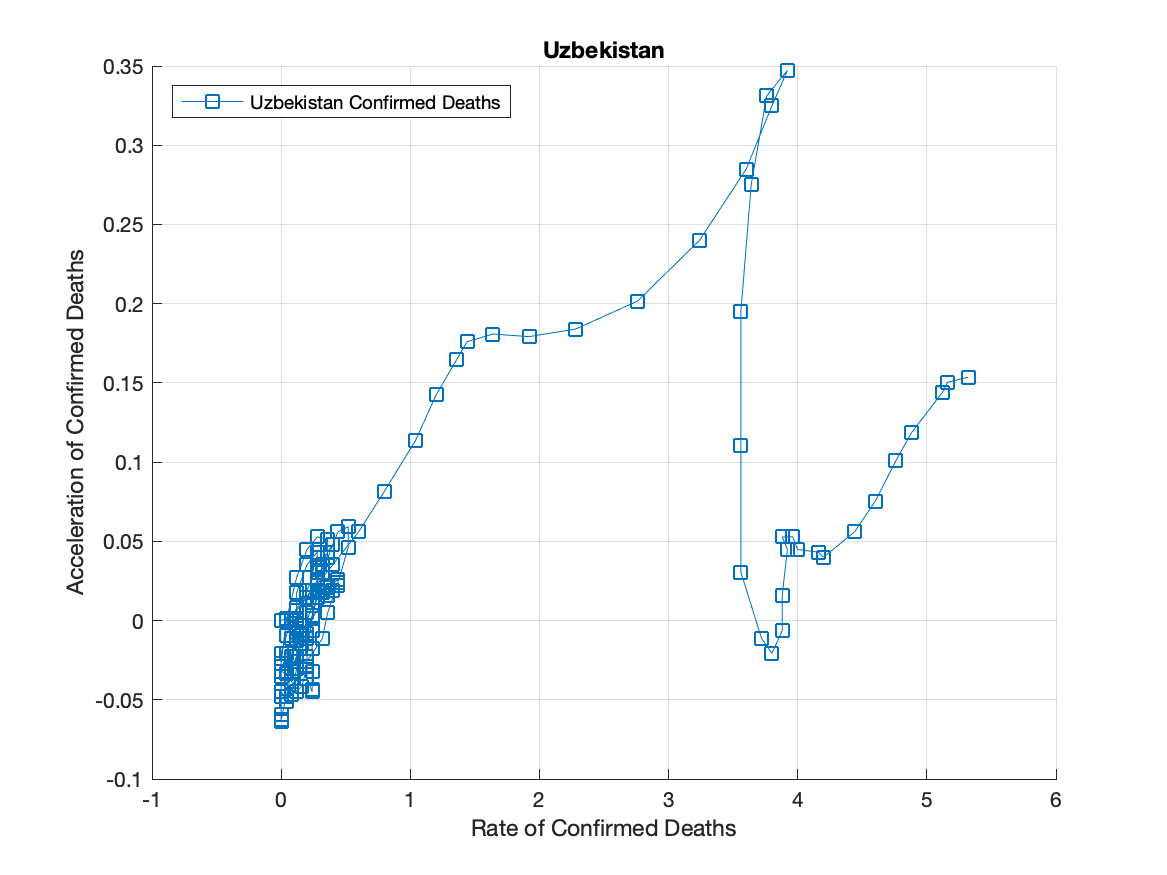 Uzbekistan
0.35
Uzbekistan Confirmed Deaths
0.3
0.25
0.2
0.15
0.1
0.05
0
-0.05
-0.1
Acceleration of Confirmed Deaths
-1 0 1 2 3 4 5 6
Rate of Confirmed Deaths